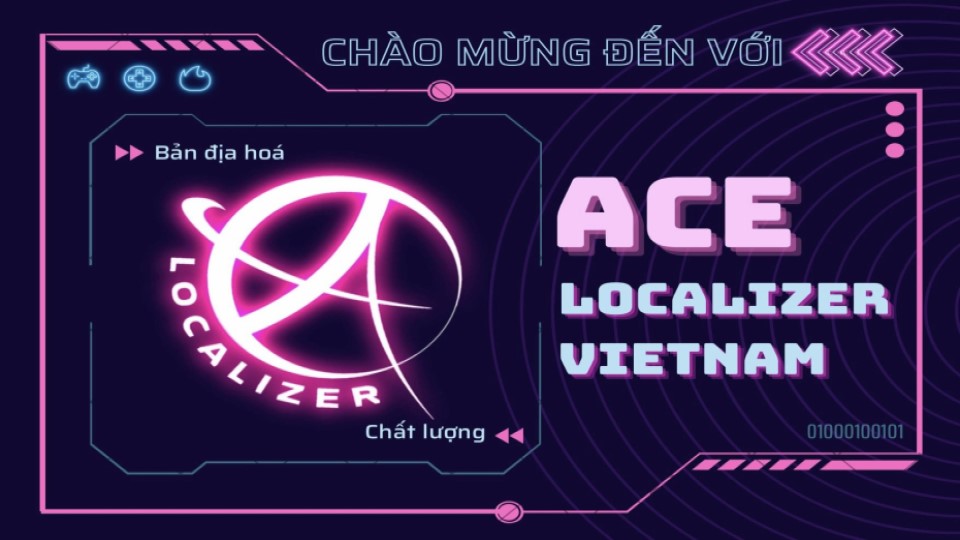 CHÀO MỪNG ĐẾN VỚI
Bản địa hoá
LOCALIZER
Chất lượng
ACE
LOCALIZER
VIETNAM
01000100101